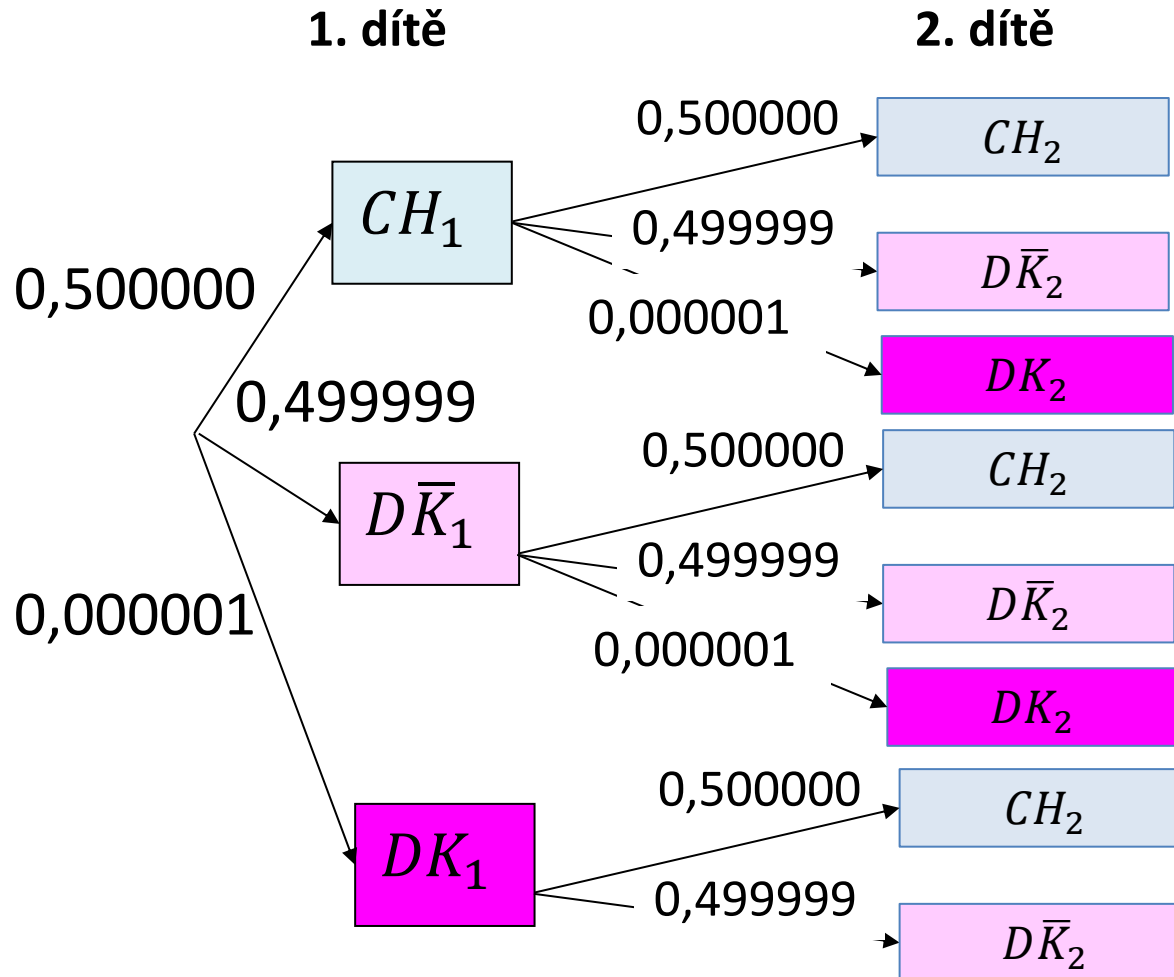 1. dítě 2. dítě
0,500000
CH₂
CH₁
0,499999
DK̅₂
0,500000
0,000001
DK₂
0,499999
0,500000
CH₂
DK̅₁
0,499999
DK̅₂
0,000001
0,000001
DK₂
0,500000
CH₂
DK₁
0,499999
DK̅₂